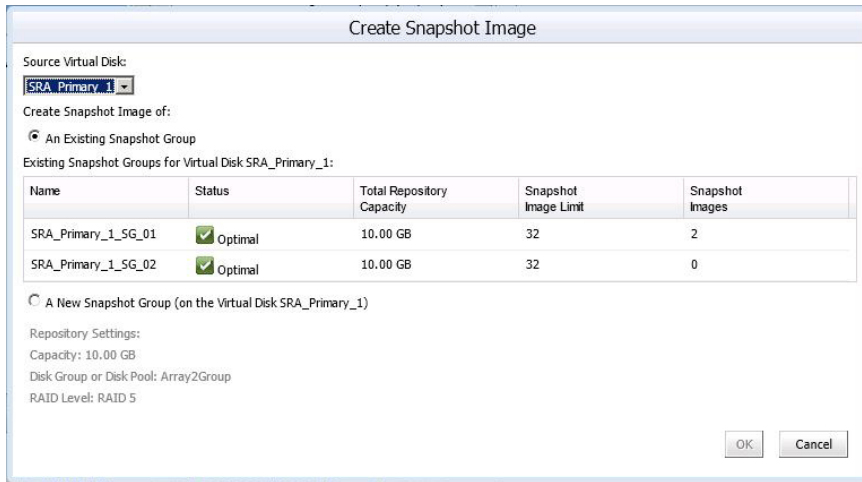 Create Snapshot Image
Source Virtual Disk:
SRA_Primary_1
Create Snapshot Image of:
An Existing Snapshot Group
Existing Snapshot Groups for Virtual Disk SRA_Primary_1:
Name Status Total Repository Capacity Snapshot Image Limit Snapshot Images
SRA_Primary_1_SG_01 Optimal 10.00 GB 32 2
SRA_Primary_1_SG_02 Optimal 10.00 GB 32 0
A New Snapshot Group (on the Virtual Disk SRA_Primary_1)
Repository Settings:
Capacity: 10.00 GB
Disk Group or Disk Pool: Array2Group
RAID Level: RAID 5
OK Cancel